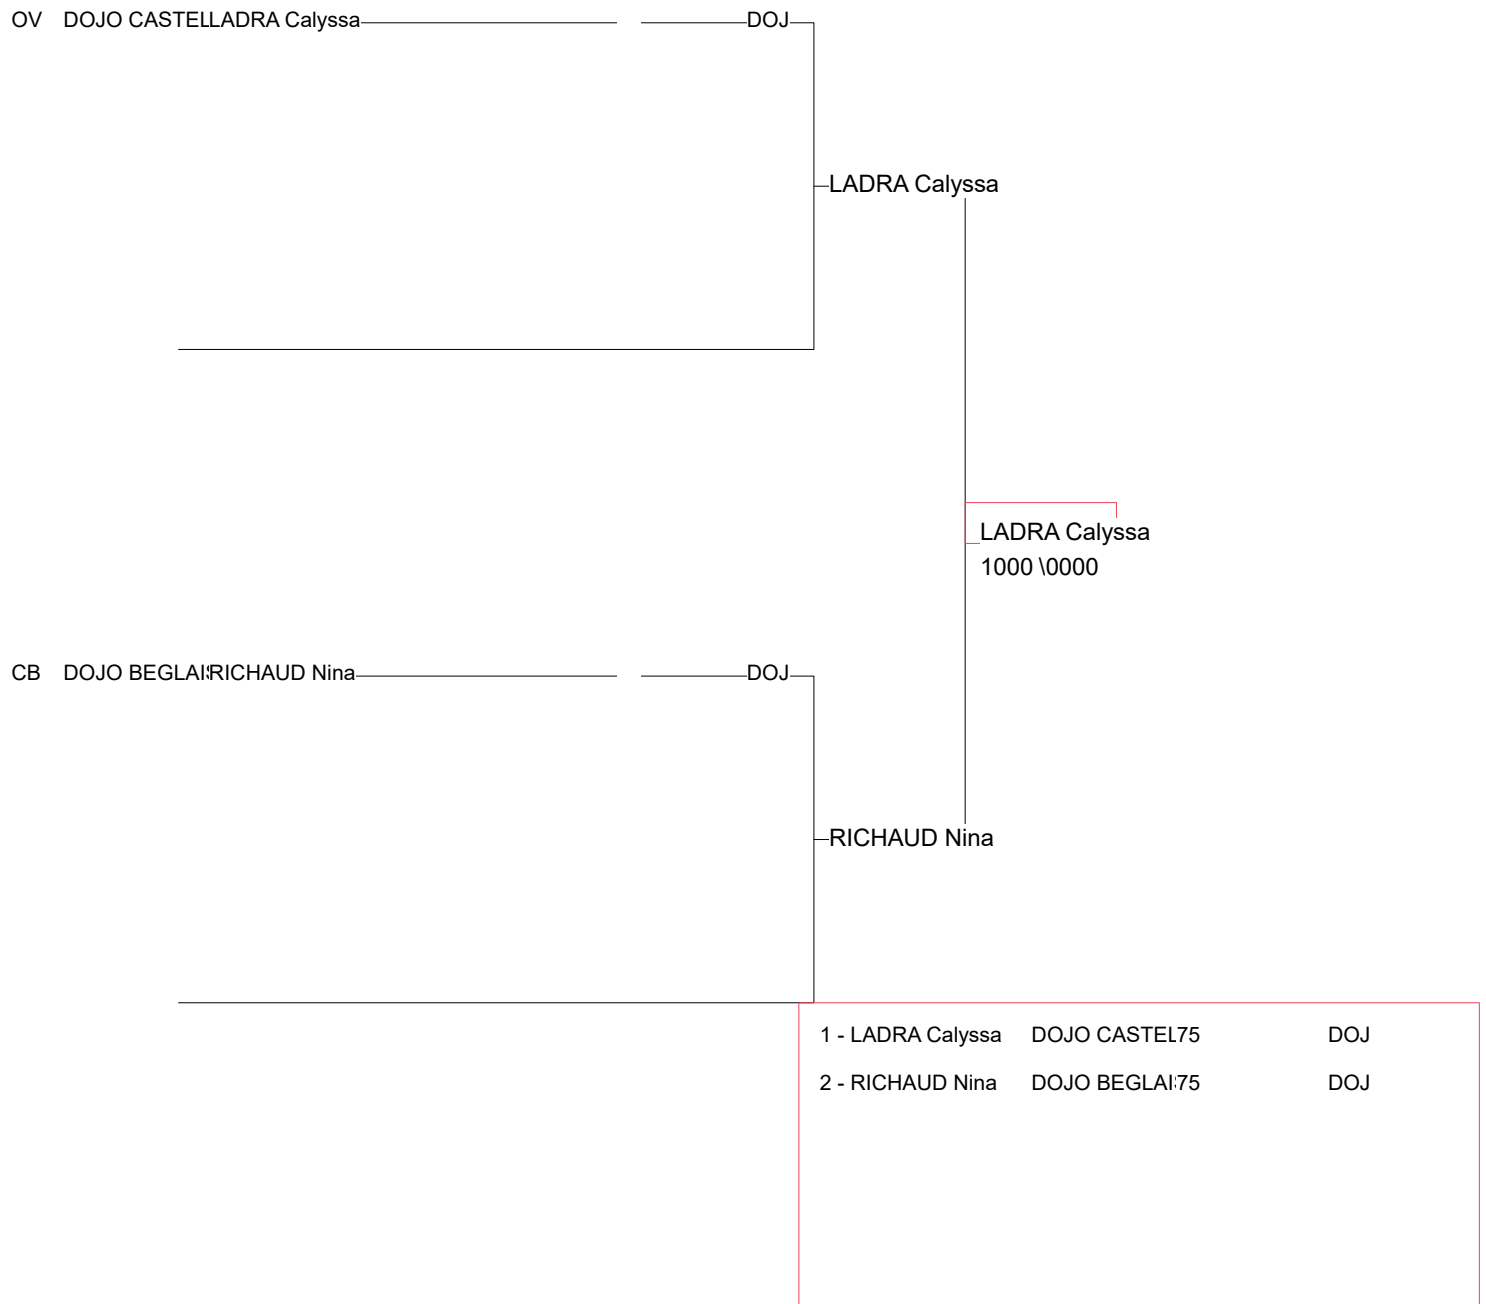 OV DOJO CASTELLADRA Calyssa DOJ
LADRA Calyssa
LADRA Calyssa
1000 \0000
CB DOJO BEGLAISRICHAUD Nina DOJ
RICHAUD Nina
1 - LADRA Calyssa DOJO CASTEL75 DOJ
2 - RICHAUD Nina DOJO BEGLAI75 DOJ